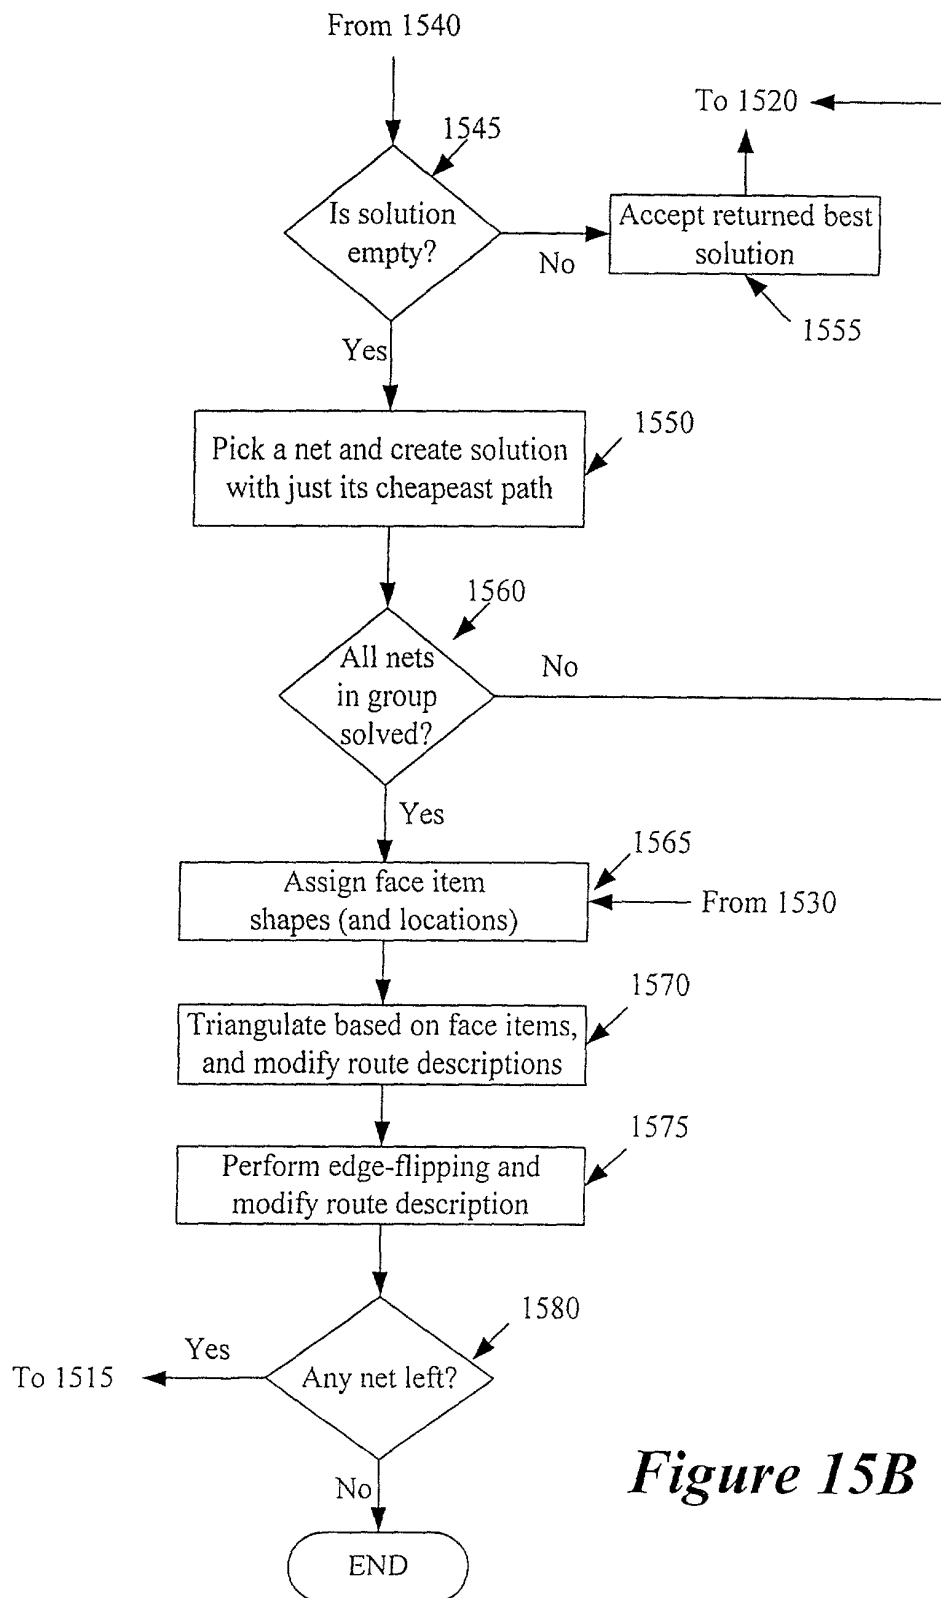 From 1540
To 1520
1545
Is solution
empty?
No
Accept returned best
solution
1555
Yes
1550
Pick a net and create solution
with just its cheapeast path
1560
All nets
in group
solved?
No
Yes
1565
Assign face item
shapes (and locations)
From 1530
1570
Triangulate based on face items,
and modify route descriptions
1575
Perform edge-flipping and
modify route description
1580
Any net left?
Yes
To 1515
No
END
Figure 15B